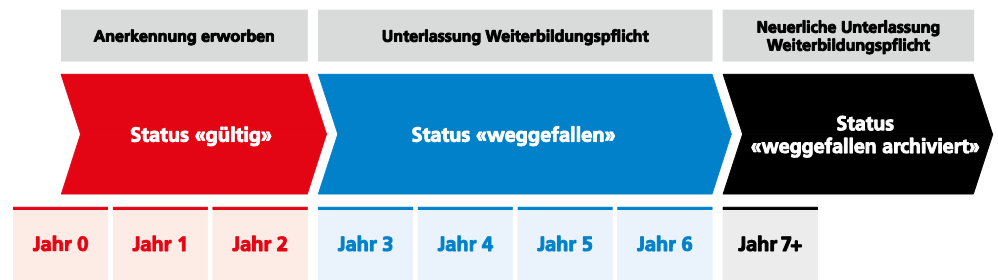 Anerkennung erworben
Unterlassung Weiterbildungspflicht
Neuerliche Unterlassung
Weiterbildungspflicht
Status «gültig»
Status «weggefallen»
Status
«weggefallen archiviert»
Jahr 0
Jahr 1
Jahr 2
Jahr 3
Jahr 4
Jahr 5
Jahr 6
Jahr 7+